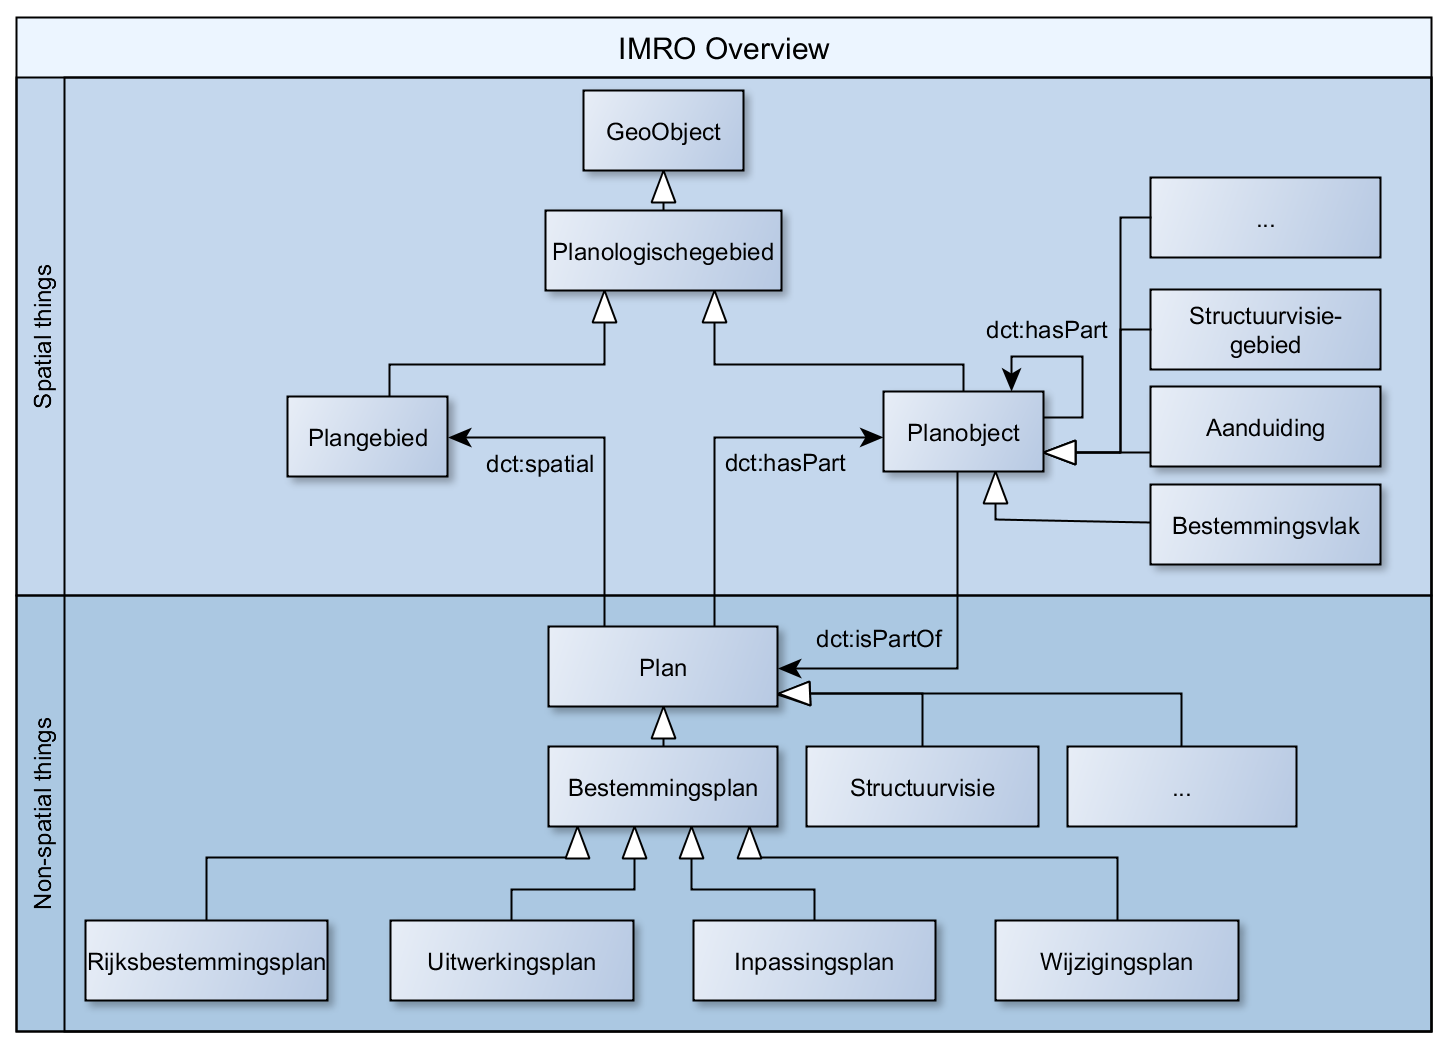 IMRO Overview
Spatial things
GeoObject
Planologischegebied
...
Structuurvisie-
gebied
dct:hasPart
Aanduiding
Plangebied
Planobject
dct:spatial
dct:hasPart
Bestemmingsvlak
Non-spatial things
dct:isPartOf
Plan
Bestemmingsplan
Structuurvisie
...
Rijksbestemmingsplan
Uitwerkingsplan
Inpassingsplan
Wijzigingsplan